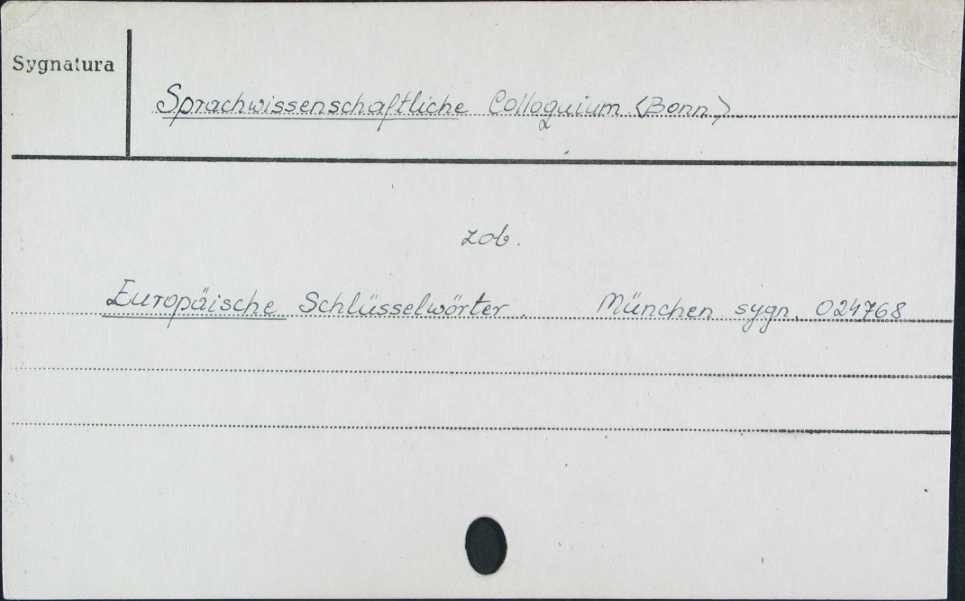 Sygnatura
Sprachwissenschaftliche Colloquium <Bonn>
zob.
Europäische Schlüsselwörter. München sygn. 024768